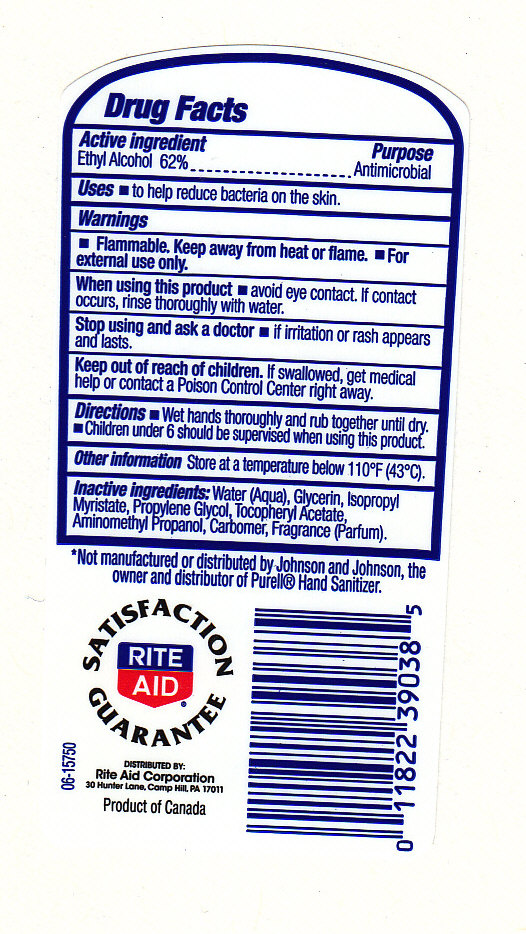 Drug Facts
Active ingredient Purpose
Ethyl Alcohol 62% Antimicrobial
Uses ▪ to help reduce bacteria on the skin.
Warnings
▪ Flammable. Keep away from heat or flame. ▪ For
external use only.
When using this product ▪ avoid eye contact. If contact
occurs, rinse thoroughly with water.
Stop using and ask a doctor ▪ if irritation or rash appears
and lasts.
Keep out of reach of children. If swallowed, get medical
help or contact a Poison Control Center right away.
Directions ▪ Wet hands thoroughly and rub together until dry.
▪ Children under 6 should be supervised when using this product.
Other information Store at a temperature below 110°F (43°C).
Inactive ingredients: Water (Aqua), Glycerin, Isopropyl
Myristate, Propylene Glycol, Tocopheryl Acetate,
Aminomethyl Propanol, Carbomer, Fragrance (Parfum).
*Not manufactured or distributed by Johnson and Johnson, the
owner and distributor of Purell® Hand Sanitizer.
SATISFACTION
RITE
AID®
GUARANTEE
06-15750
DISTRIBUTED BY:
Rite Aid Corporation
30 Hunter Lane, Camp Hill, PA 17011
Product of Canada
0 11822 39038 5